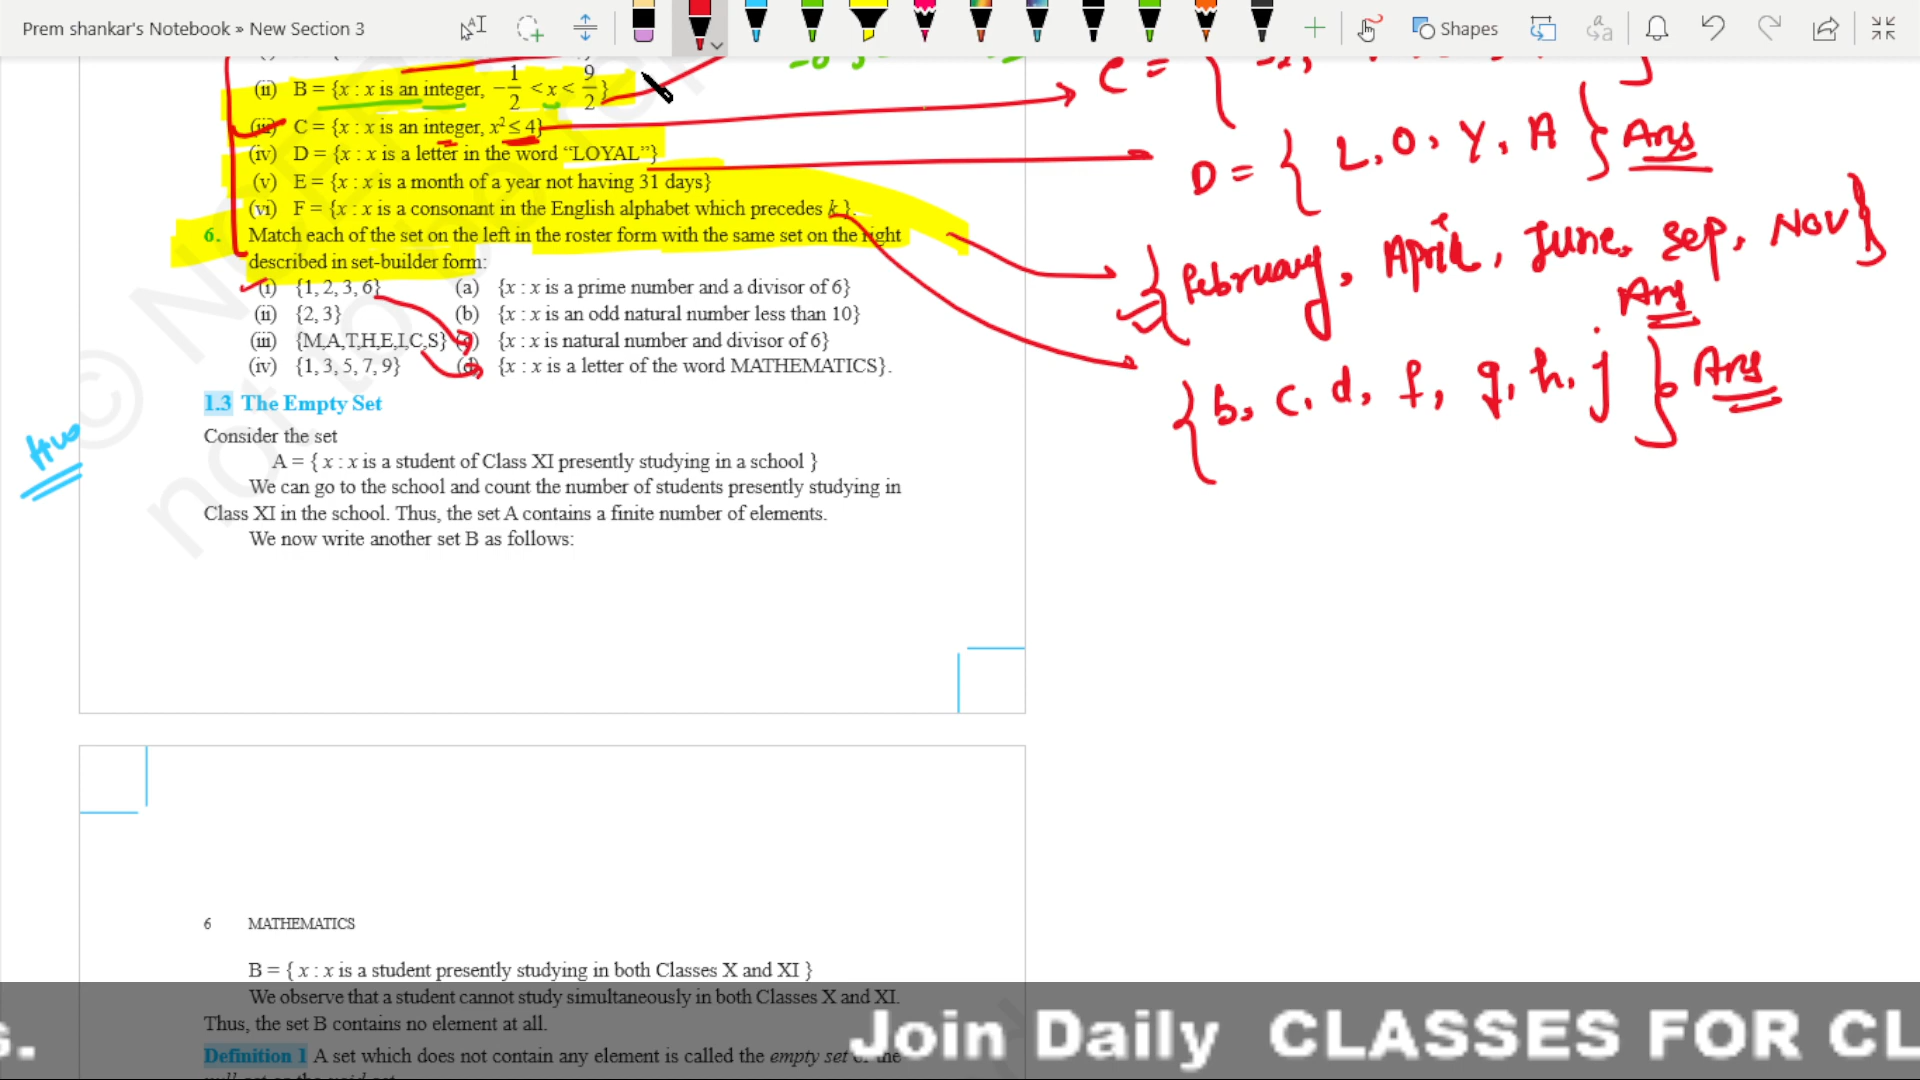 Prem shankar's Notebook » New Section 3
Shapes
(ii) B = {x : x is an integer, −1/2 < x < 9/2}
(iii) C = {x : x is an integer, x² ≤ 4}
(iv) D = {x : x is a letter in the word “LOYAL”}
(v) E = {x : x is a month of a year not having 31 days}
(vi) F = {x : x is a consonant in the English alphabet which precedes k }.
6. Match each of the set on the left in the roster form with the same set on the right
described in set-builder form:
(i) {1, 2, 3, 6} (a) {x : x is a prime number and a divisor of 6}
(ii) {2, 3} (b) {x : x is an odd natural number less than 10}
(iii) {M,A,T,H,E,I,C,S} (c) {x : x is natural number and divisor of 6}
(iv) {1, 3, 5, 7, 9} (d) {x : x is a letter of the word MATHEMATICS}.
C = {
D = { L, O, Y, A } Ans
{ February, April, June, Sep, Nov }
Ans
{ b, c, d, f, g, h, j } Ans
1.3 The Empty Set
Hw
Consider the set
A = { x : x is a student of Class XI presently studying in a school }
We can go to the school and count the number of students presently studying in
Class XI in the school. Thus, the set A contains a finite number of elements.
We now write another set B as follows:
6 MATHEMATICS
B = { x : x is a student presently studying in both Classes X and XI }
We observe that a student cannot study simultaneously in both Classes X and XI.
Thus, the set B contains no element at all.
Definition 1 A set which does not contain any element is called the empty set or the
s. Join Daily CLASSES FOR CL